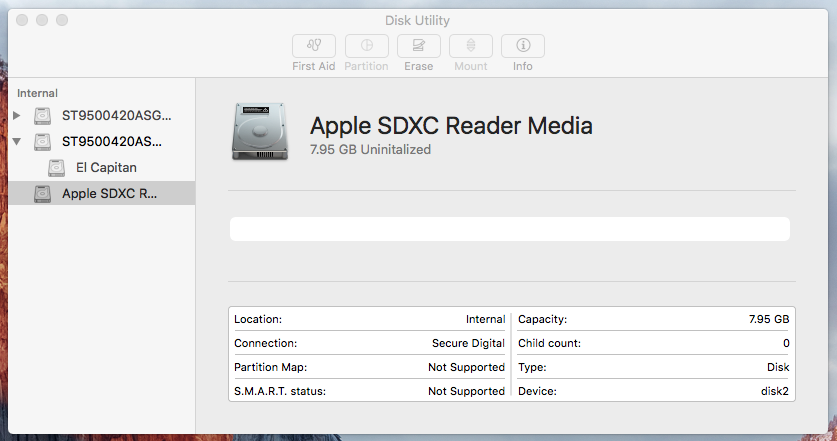 Disk Utility
First Aid Partition Erase Mount Info
Internal
ST9500420ASG...
ST9500420AS...
El Capitan
Apple SDXC R...
Apple SDXC Reader Media
7.95 GB Uninitalized
Location: Internal
Capacity: 7.95 GB
Connection: Secure Digital
Child count: 0
Partition Map: Not Supported
Type: Disk
S.M.A.R.T. status: Not Supported
Device: disk2